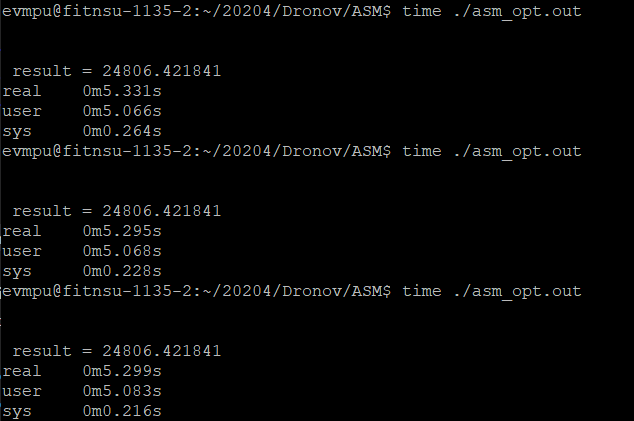 evmpu@fitnsu-1135-2:~/20204/Dronov/ASM$ time ./asm_opt.out
result = 24806.421841
real 0m5.331s
user 0m5.066s
sys 0m0.264s
evmpu@fitnsu-1135-2:~/20204/Dronov/ASM$ time ./asm_opt.out
result = 24806.421841
real 0m5.295s
user 0m5.068s
sys 0m0.228s
evmpu@fitnsu-1135-2:~/20204/Dronov/ASM$ time ./asm_opt.out
result = 24806.421841
real 0m5.299s
user 0m5.083s
sys 0m0.216s